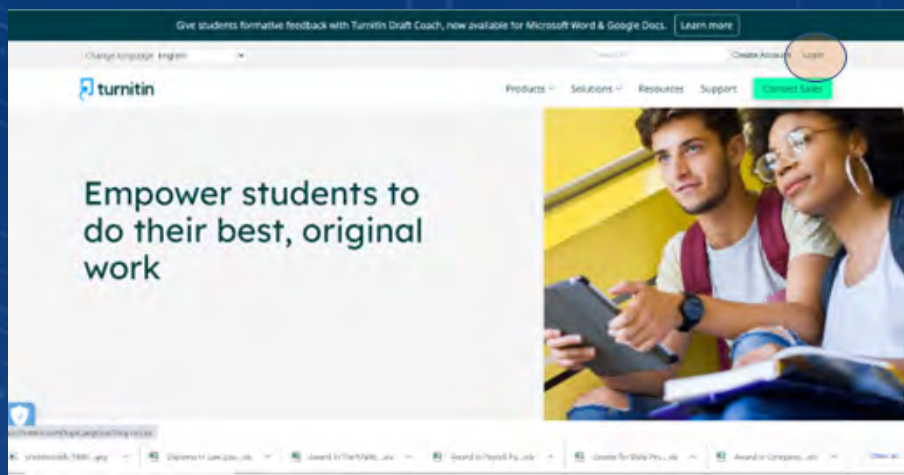 Give students formative feedback with Turnitin Draft Coach, now available for Microsoft Word & Google Docs. Learn more
Change Language English
Create Account Login
turnitin
Products Solutions Resources Support Contact Sales
Empower students to
do their best, original
work